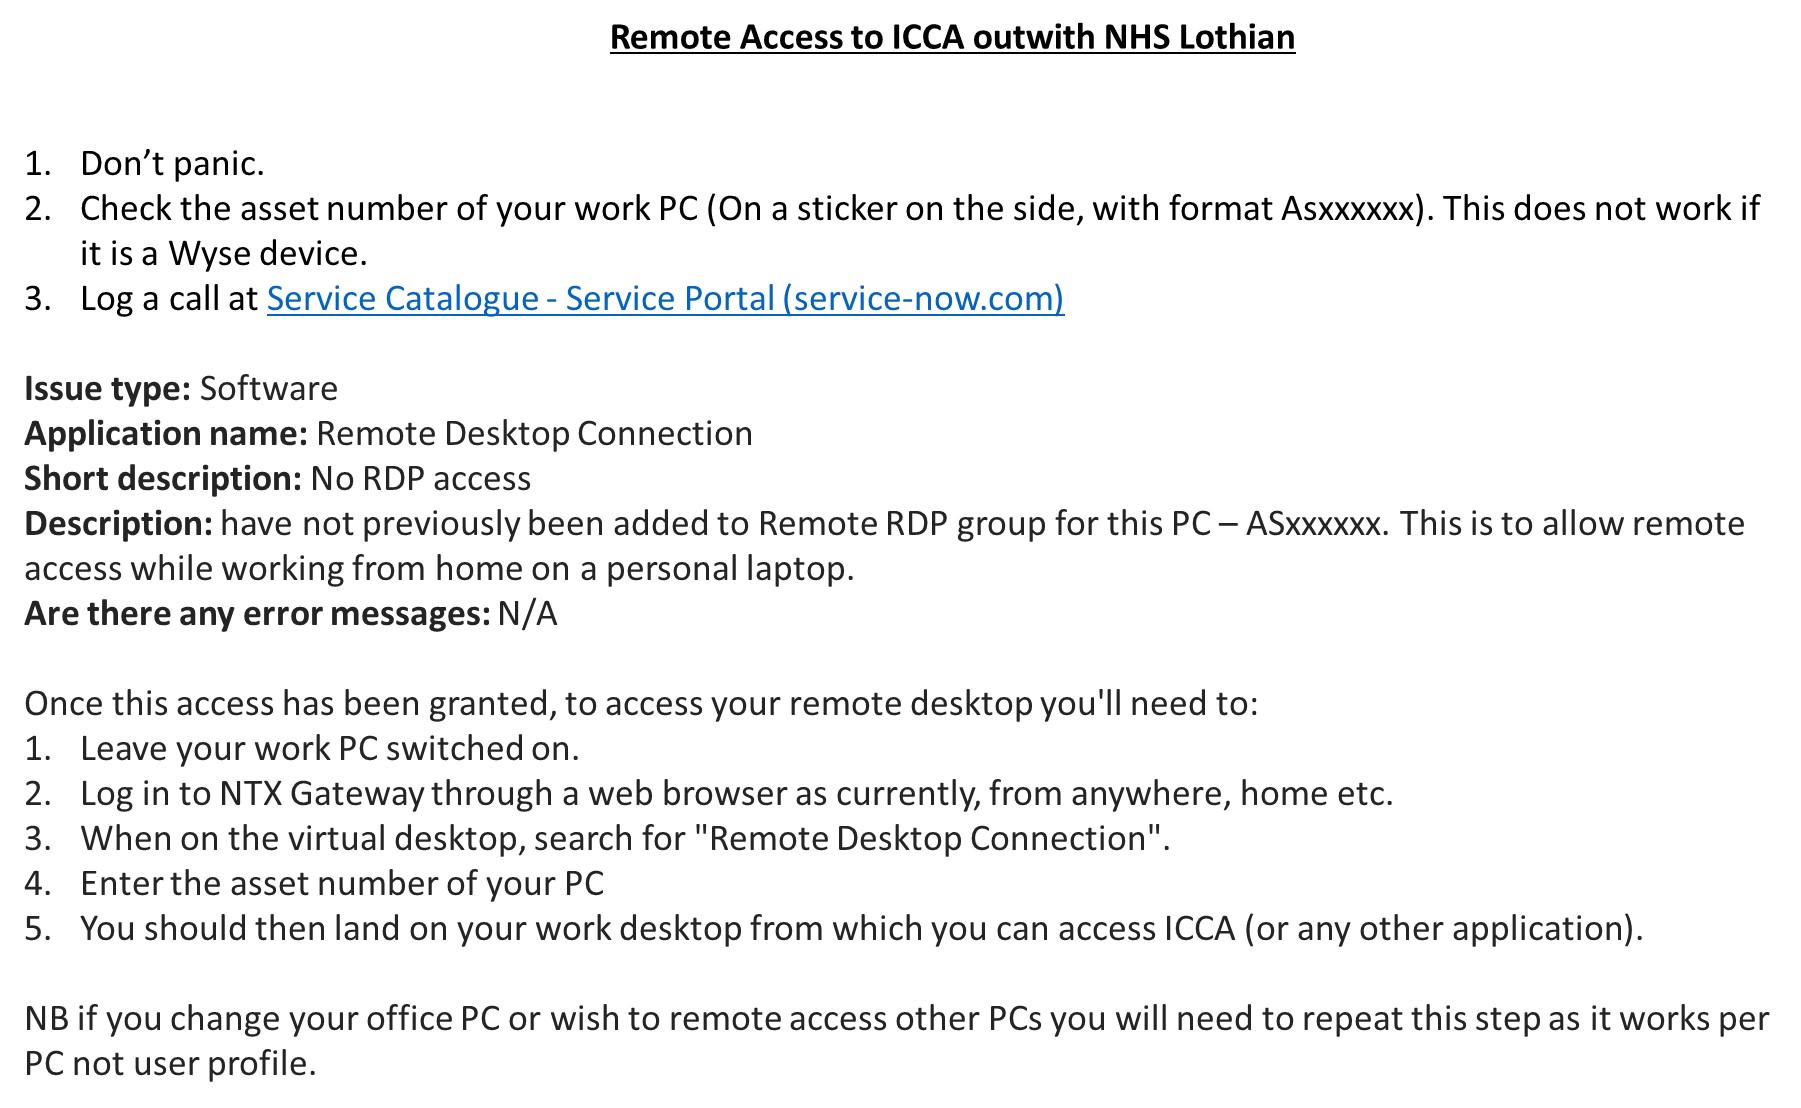 Remote Access to ICCA outwith NHS Lothian
1. Don’t panic.
2. Check the asset number of your work PC (On a sticker on the side, with format Asxxxxxx). This does not work if
it is a Wyse device.
3. Log a call at Service Catalogue - Service Portal (service-now.com)
Issue type: Software
Application name: Remote Desktop Connection
Short description: No RDP access
Description: have not previously been added to Remote RDP group for this PC – ASxxxxxx. This is to allow remote
access while working from home on a personal laptop.
Are there any error messages: N/A
Once this access has been granted, to access your remote desktop you'll need to:
1. Leave your work PC switched on.
2. Log in to NTX Gateway through a web browser as currently, from anywhere, home etc.
3. When on the virtual desktop, search for "Remote Desktop Connection".
4. Enter the asset number of your PC
5. You should then land on your work desktop from which you can access ICCA (or any other application).
NB if you change your office PC or wish to remote access other PCs you will need to repeat this step as it works per
PC not user profile.